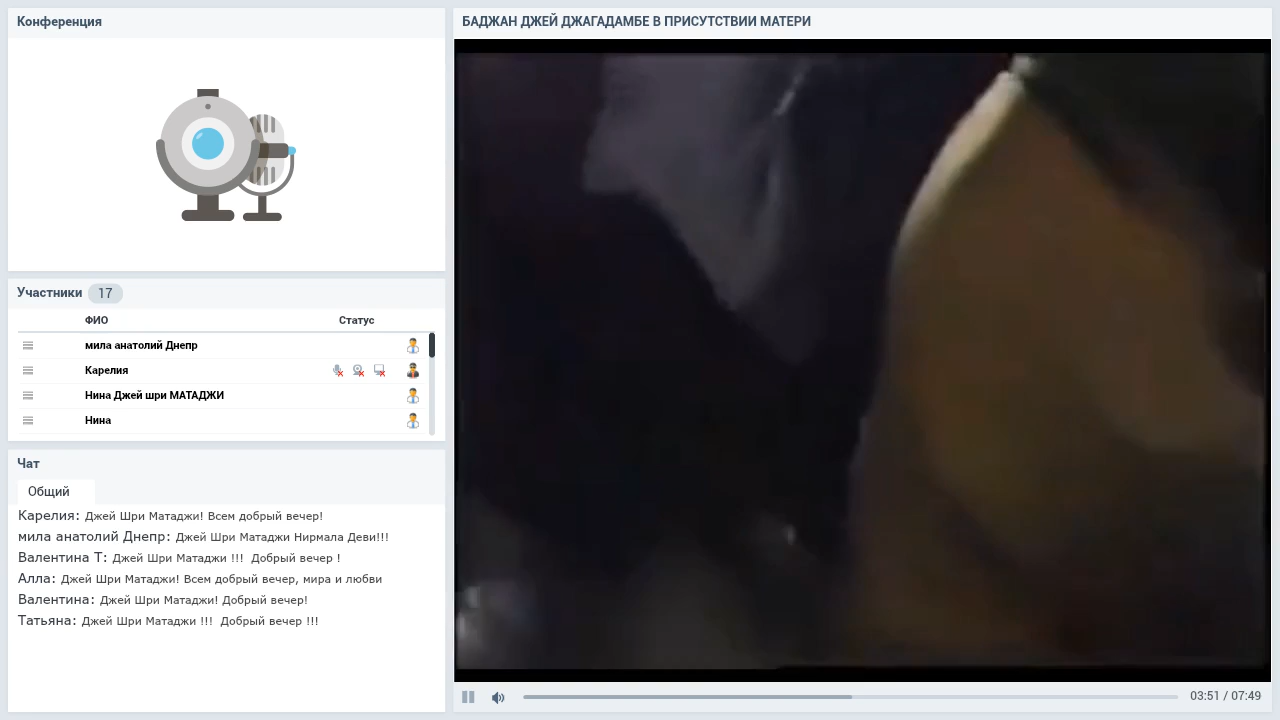 Конференция
БАДЖАН ДЖЕЙ ДЖАГАДАМБЕ В ПРИСУТСТВИИ МАТЕРИ
Участники 17
ФИО Статус
мила анатолий Днепр
Карелия
Нина Джей шри МАТАДЖИ
Нина
Чат
Общий
Карелия: Джей Шри Матаджи! Всем добрый вечер!
мила анатолий Днепр: Джей Шри Матаджи Нирмала Деви!!!
Валентина Т: Джей Шри Матаджи !!! Добрый вечер !
Алла: Джей Шри Матаджи! Всем добрый вечер, мира и любви
Валентина: Джей Шри Матаджи! Добрый вечер!
Татьяна: Джей Шри Матаджи !!! Добрый вечер !!!
03:51 / 07:49